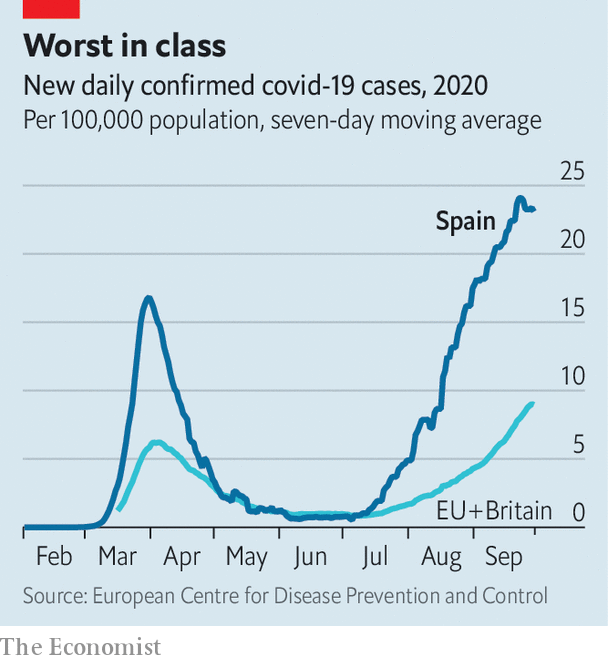 Worst in class
New daily confirmed covid-19 cases, 2020
Per 100,000 population, seven-day moving average
25
Spain
20
15
10
5
EU+Britain
0
Feb Mar Apr May Jun Jul Aug Sep
Source: European Centre for Disease Prevention and Control
The Economist